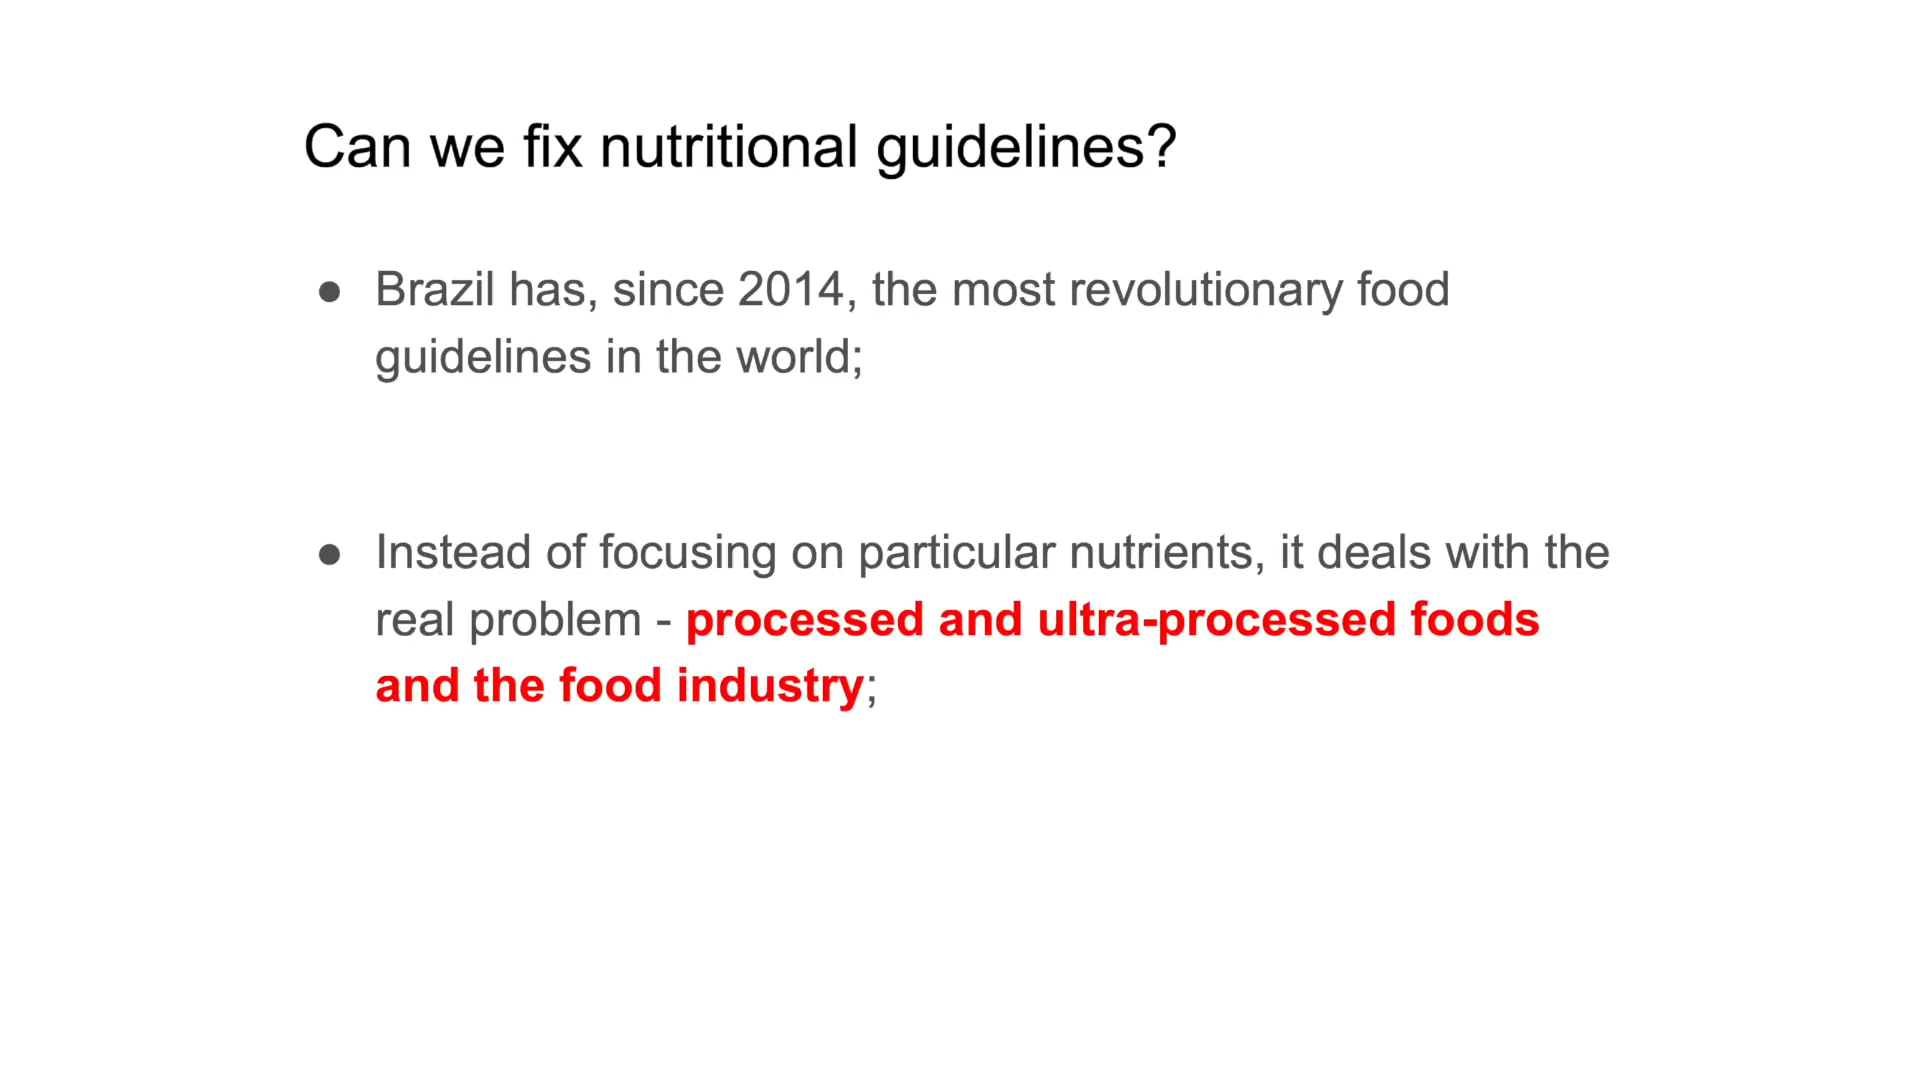 Can we fix nutritional guidelines?
● Brazil has, since 2014, the most revolutionary food
guidelines in the world;
● Instead of focusing on particular nutrients, it deals with the
real problem - processed and ultra-processed foods
and the food industry;